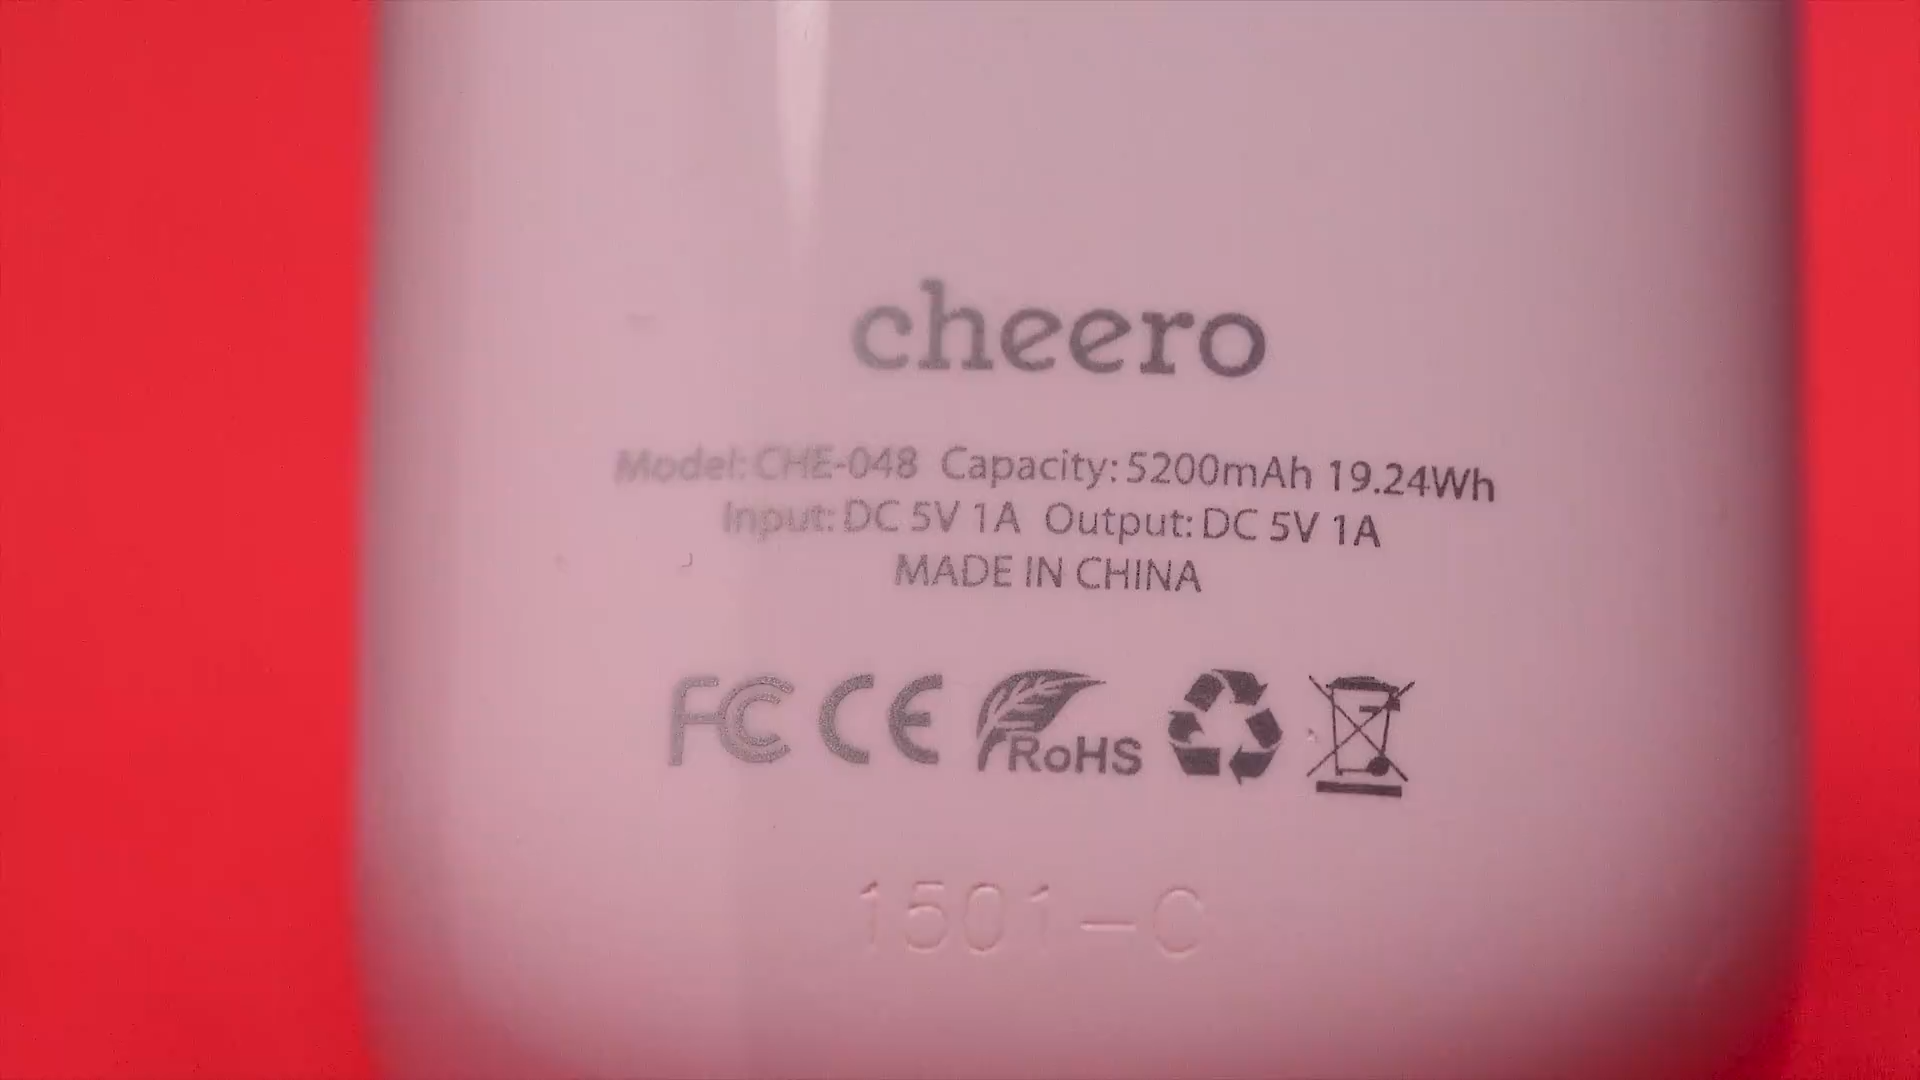 cheero
Model: CHE-048 Capacity: 5200mAh 19.24Wh
Input: DC 5V 1A Output: DC 5V 1A
MADE IN CHINA
FC CE RoHS
1501-C